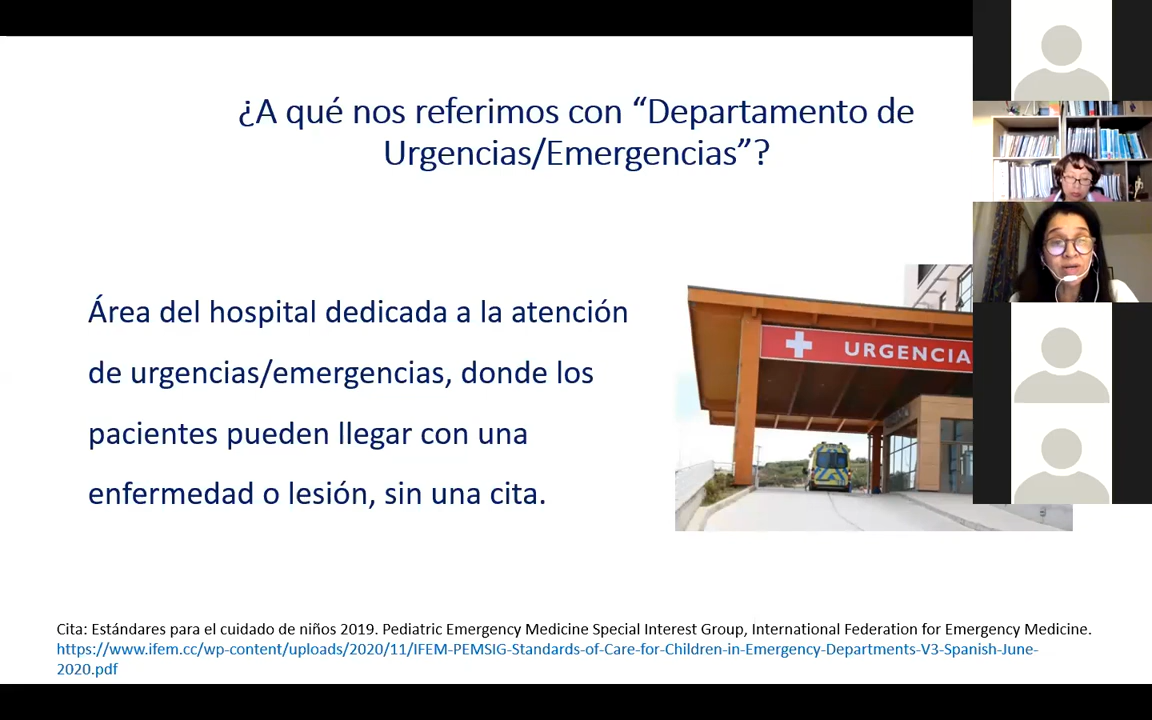 ¿A qué nos referimos con “Departamento de
Urgencias/Emergencias”?
Área del hospital dedicada a la atención
de urgencias/emergencias, donde los
pacientes pueden llegar con una
enfermedad o lesión, sin una cita.
URGENCIA
Cita: Estándares para el cuidado de niños 2019. Pediatric Emergency Medicine Special Interest Group, International Federation for Emergency Medicine.
https://www.ifem.cc/wp-content/uploads/2020/11/IFEM-PEMSIG-Standards-of-Care-for-Children-in-Emergency-Departments-V3-Spanish-June-
2020.pdf